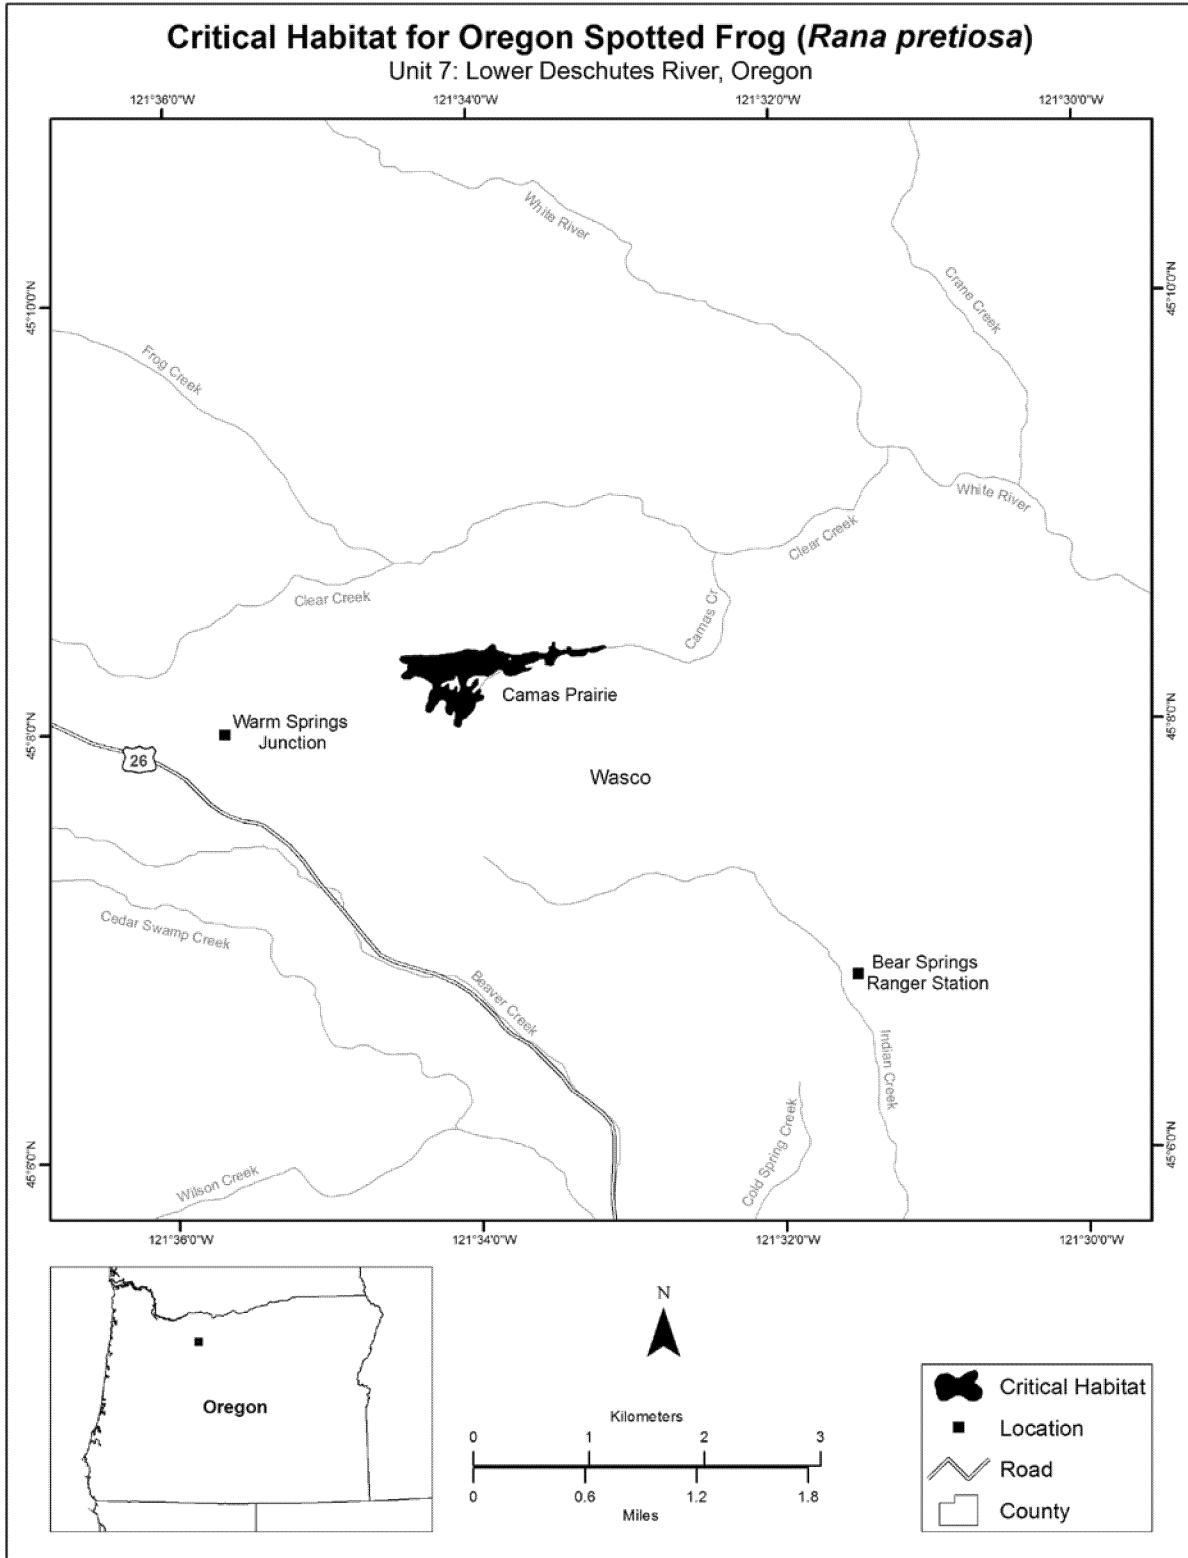 Critical Habitat for Oregon Spotted Frog (Rana pretiosa)
Unit 7: Lower Deschutes River, Oregon
121°36'0"W
121°34'0"W
121°32'0"W
121°30'0"W
White River
Crane Creek
45°10'0"N
45°10'0"N
Frog Creek
White River
Clear Creek
Clear Creek
Camas Cr
Camas Prairie
Warm Springs
Junction
45°8'0"N
45°8'0"N
26
Wasco
Cedar Swamp Creek
Beaver Creek
Bear Springs
Ranger Station
Indian Creek
Cold Spring Creek
Wilson Creek
45°6'0"N
45°6'0"N
121°36'0"W
121°34'0"W
121°32'0"W
121°30'0"W
Oregon
N
Kilometers
0 1 2 3
0 0.6 1.2 1.8
Miles
Critical Habitat
Location
Road
County